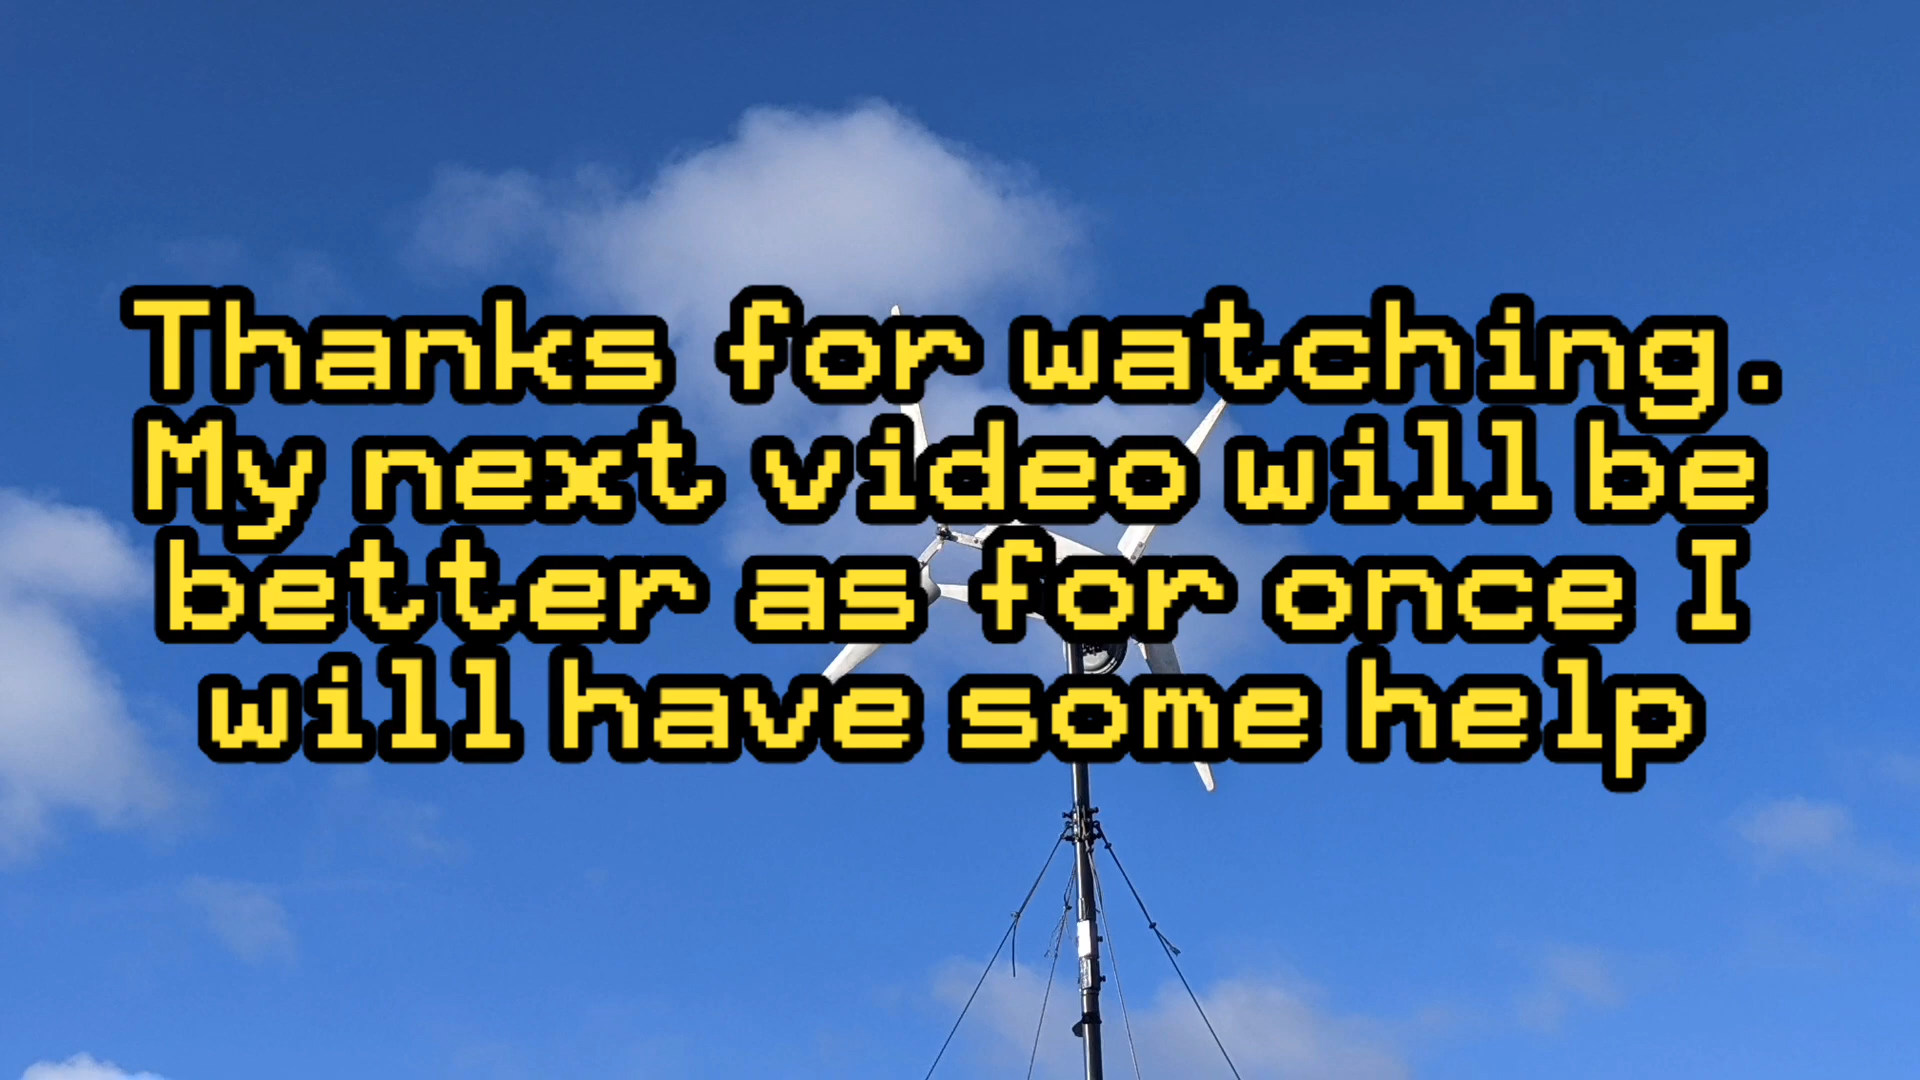 Thanks for watching.
My next video will be
better as for once I
will have some help